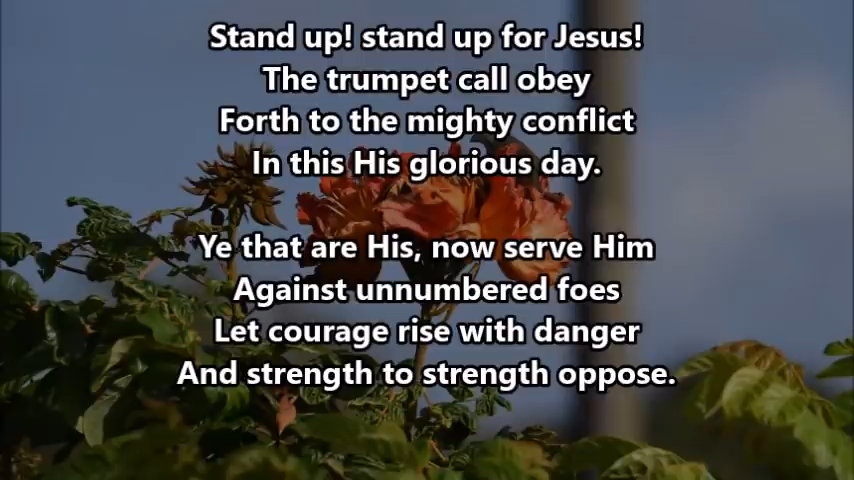 Stand up! stand up for Jesus!
The trumpet call obey
Forth to the mighty conflict
In this His glorious day.
Ye that are His, now serve Him
Against unnumbered foes
Let courage rise with danger
And strength to strength oppose.